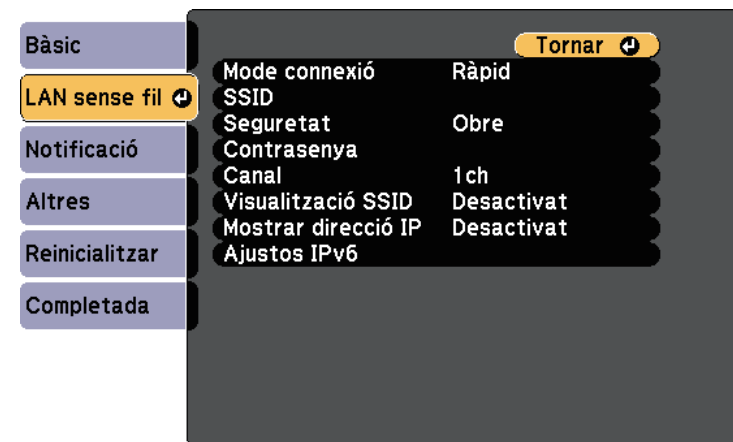 Bàsic
LAN sense fil
Notificació
Altres
Reinicialitzar
Completada
Tornar
Mode connexió Ràpid
SSID
Seguretat Obre
Contrasenya
Canal 1ch
Visualització SSID Desactivat
Mostrar direcció IP Desactivat
Ajustos IPv6